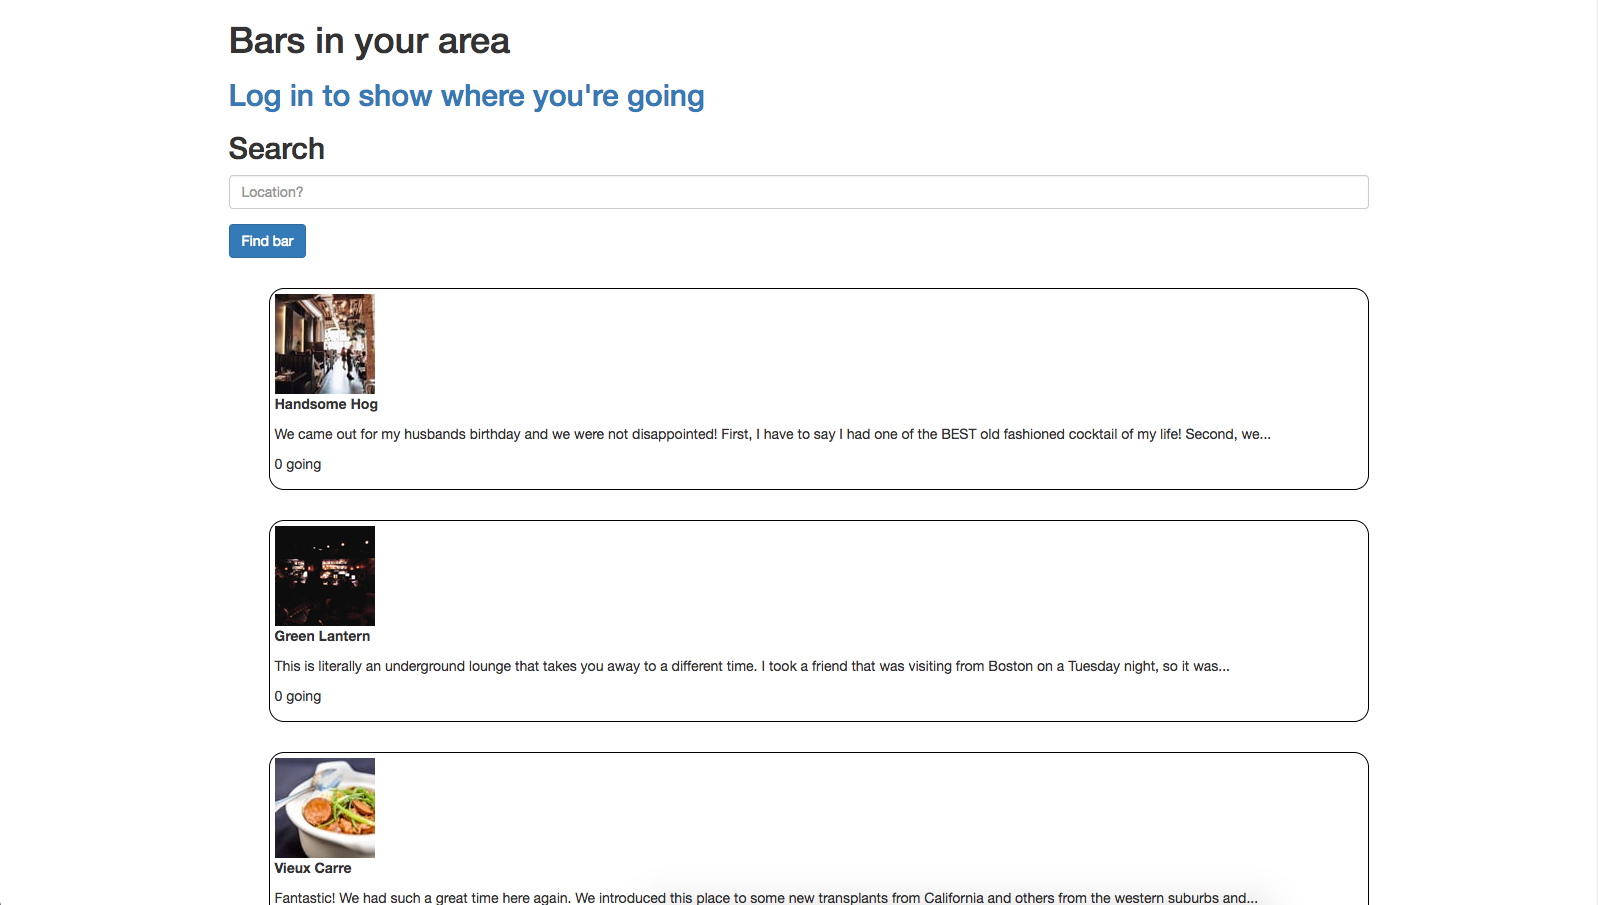 Bars in your area
Log in to show where you're going
Search
Location?
Find bar
Handsome Hog
We came out for my husbands birthday and we were not disappointed! First, I have to say I had one of the BEST old fashioned cocktail of my life! Second, we...
0 going
Green Lantern
This is literally an underground lounge that takes you away to a different time. I took a friend that was visiting from Boston on a Tuesday night, so it was...
0 going
Vieux Carre
Fantastic! We had such a great time here again. We introduced this place to some new transplants from California and others from the western suburbs and...